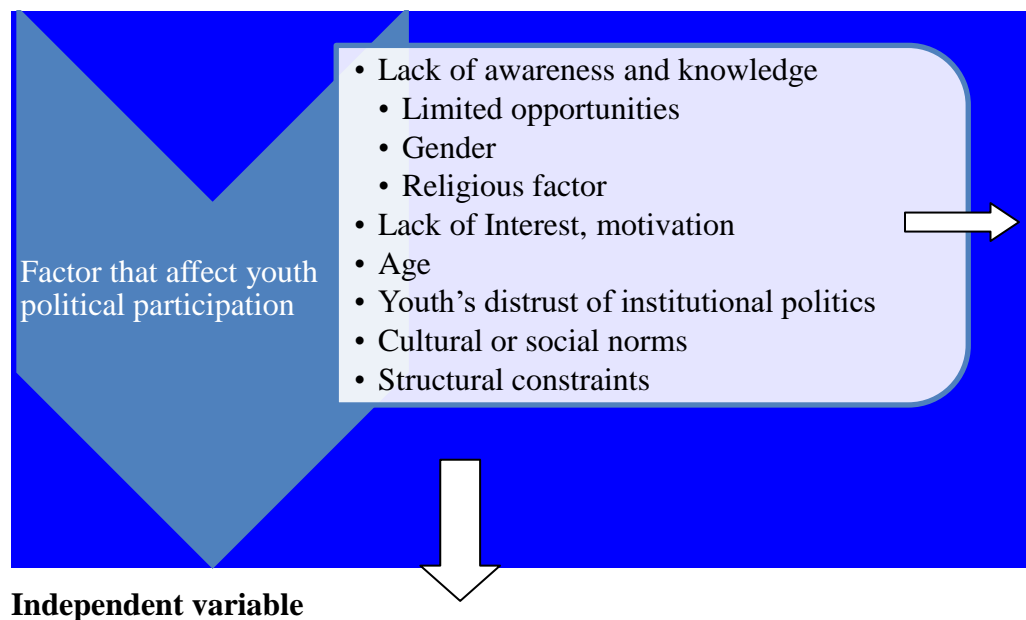 Factor that affect youth
political participation
• Lack of awareness and knowledge
• Limited opportunities
• Gender
• Religious factor
• Lack of Interest, motivation
• Age
• Youth’s distrust of institutional politics
• Cultural or social norms
• Structural constraints
Independent variable